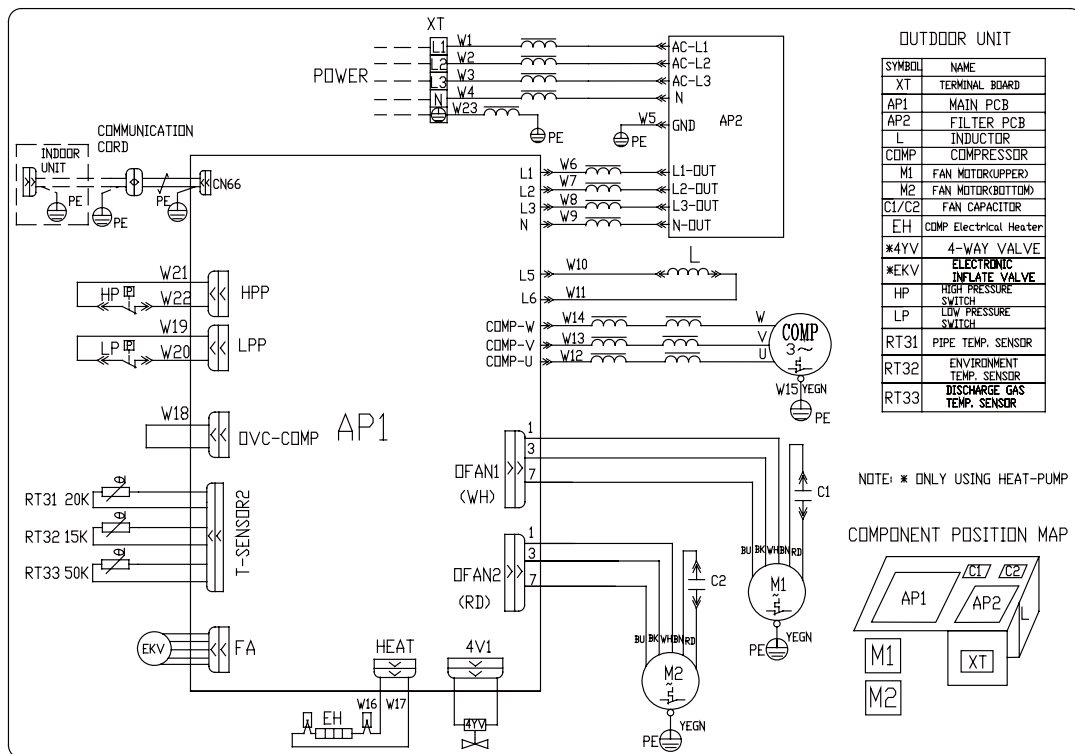 XT
POWER
L1 W1 AC-L1
L2 W2 AC-L2
L3 W3 AC-L3
N W4 N
W23
PE
W5 GND
PE
AP2
COMMUNICATION
CORD
INDOOR
UNIT
PE
PE
PE
CN66
L1 W6 L1-OUT
L2 W7 L2-OUT
L3 W8 L3-OUT
N W9 N-OUT
L
L5 W10
L6 W11
COMP-W W14 W
COMP-V W13 V
COMP-U W12 U
COMP
3~
W15 YEGN
PE
W21
HP P W22
HPP
W19
LP P W20
LPP
W18
OVC-COMP
AP1
RT31 20K θ
RT32 15K θ
RT33 50K θ
T-SENSOR2
EKV
FA
OFAN1
(WH)
1
3
7
C1
BU BK WH BN RD
M1
~
YEGN
PE
OFAN2
(RD)
1
3
7
C2
BU BK WH BN RD
M2
~
YEGN
PE
HEAT
W16 W17
EH
4V1
4YV
OUTDOOR UNIT
SYMBOL NAME
XT TERMINAL BOARD
AP1 MAIN PCB
AP2 FILTER PCB
L INDUCTOR
COMP COMPRESSOR
M1 FAN MOTOR(UPPER)
M2 FAN MOTOR(BOTTOM)
C1/C2 FAN CAPACITOR
EH COMP Electrical Heater
*4YV 4-WAY VALVE
*EKV ELECTRONIC
INFLATE VALVE
HP HIGH PRESSURE
SWITCH
LP LOW PRESSURE
SWITCH
RT31 PIPE TEMP. SENSOR
RT32 ENVIRONMENT
TEMP. SENSOR
RT33 DISCHARGE GAS
TEMP. SENSOR
NOTE: * ONLY USING HEAT-PUMP
COMPONENT POSITION MAP
C1 C2
AP1 AP2
L
XT
M1
M2